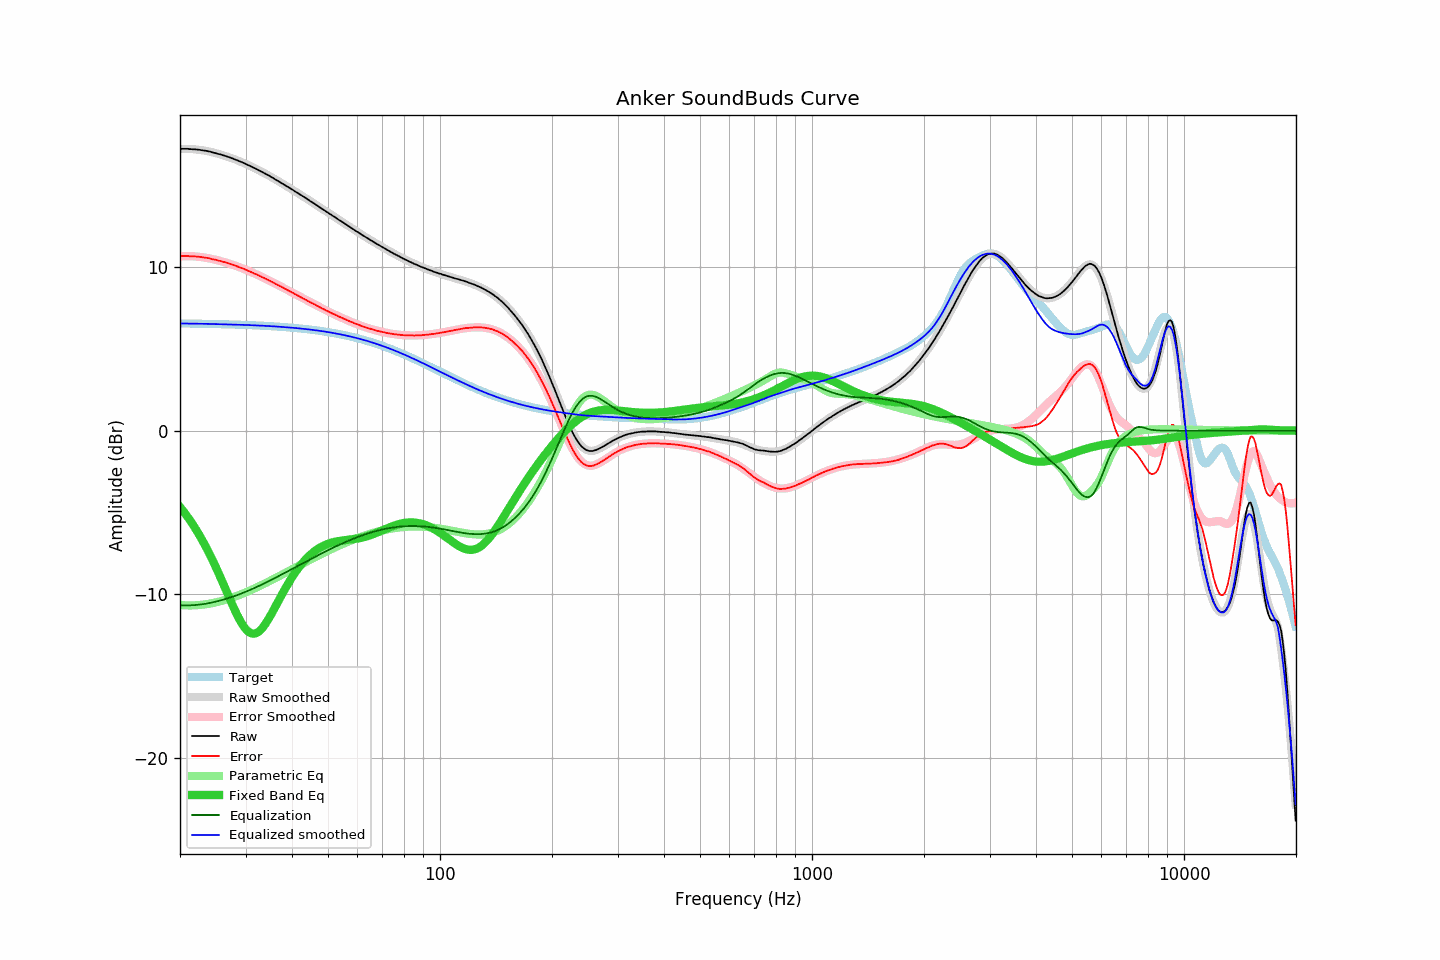 Anker SoundBuds Curve
Amplitude (dBr)
10
0
−10
−20
Target
Raw Smoothed
Error Smoothed
Raw
Error
Parametric Eq
Fixed Band Eq
Equalization
Equalized smoothed
100
1000
10000
Frequency (Hz)